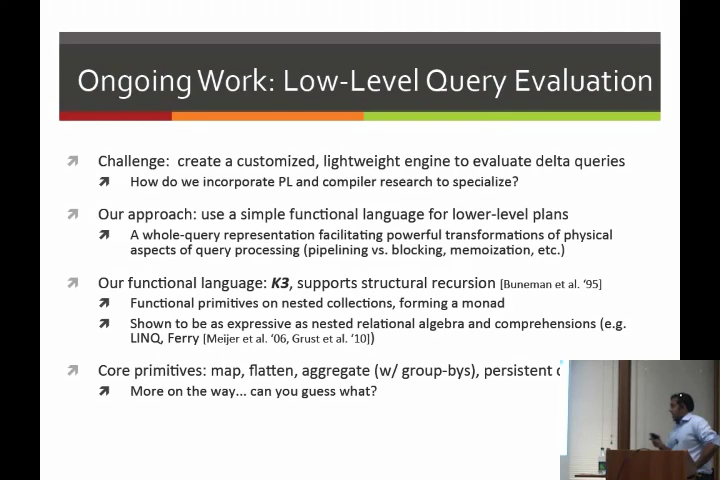 Ongoing Work: Low-Level Query Evaluation
Challenge: create a customized, lightweight engine to evaluate delta queries
How do we incorporate PL and compiler research to specialize?
Our approach: use a simple functional language for lower-level plans
A whole-query representation facilitating powerful transformations of physical
aspects of query processing (pipelining vs. blocking, memoization, etc.)
Our functional language: K3, supports structural recursion [Buneman et al. ‘95]
Functional primitives on nested collections, forming a monad
Shown to be as expressive as nested relational algebra and comprehensions (e.g.
LINQ, Ferry [Meijer et al. ‘06, Grust et al. ‘10])
Core primitives: map, flatten, aggregate (w/ group-bys), persistent
More on the way... can you guess what?